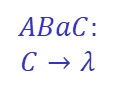 ABaC:
C → λ